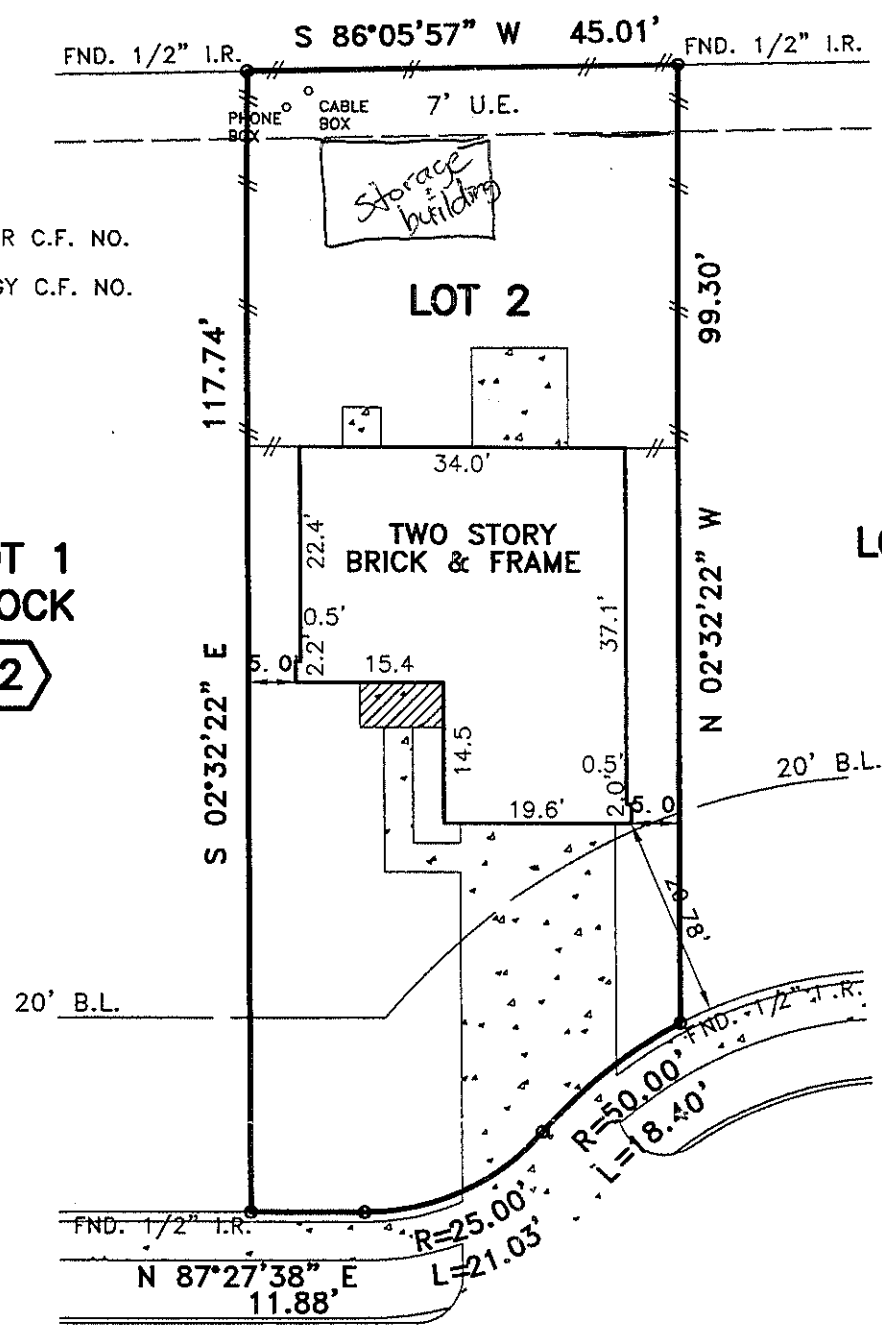 S 86°05'57" W 45.01'
FND. 1/2" I.R.
FND. 1/2" I.R.
PHONE BOX
CABLE BOX
7' U.E.
storage
building
R C.F. NO.
GY C.F. NO.
LOT 2
117.74'
99.30'
34.0'
TWO STORY
BRICK & FRAME
22.4'
37.1'
OT 1
OCK
2
LO
0.5'
2.2'
5.0
15.4
S 02°32'22" E
N 02°32'22" W
14.5
0.5'
2.0'
19.6'
5.0
20' B.L.
20.78'
20' B.L.
FND. 1/2" I.R.
R=50.00'
L=18.40'
FND. 1/2" I.R.
R=25.00'
L=21.03'
N 87°27'38" E
11.88'